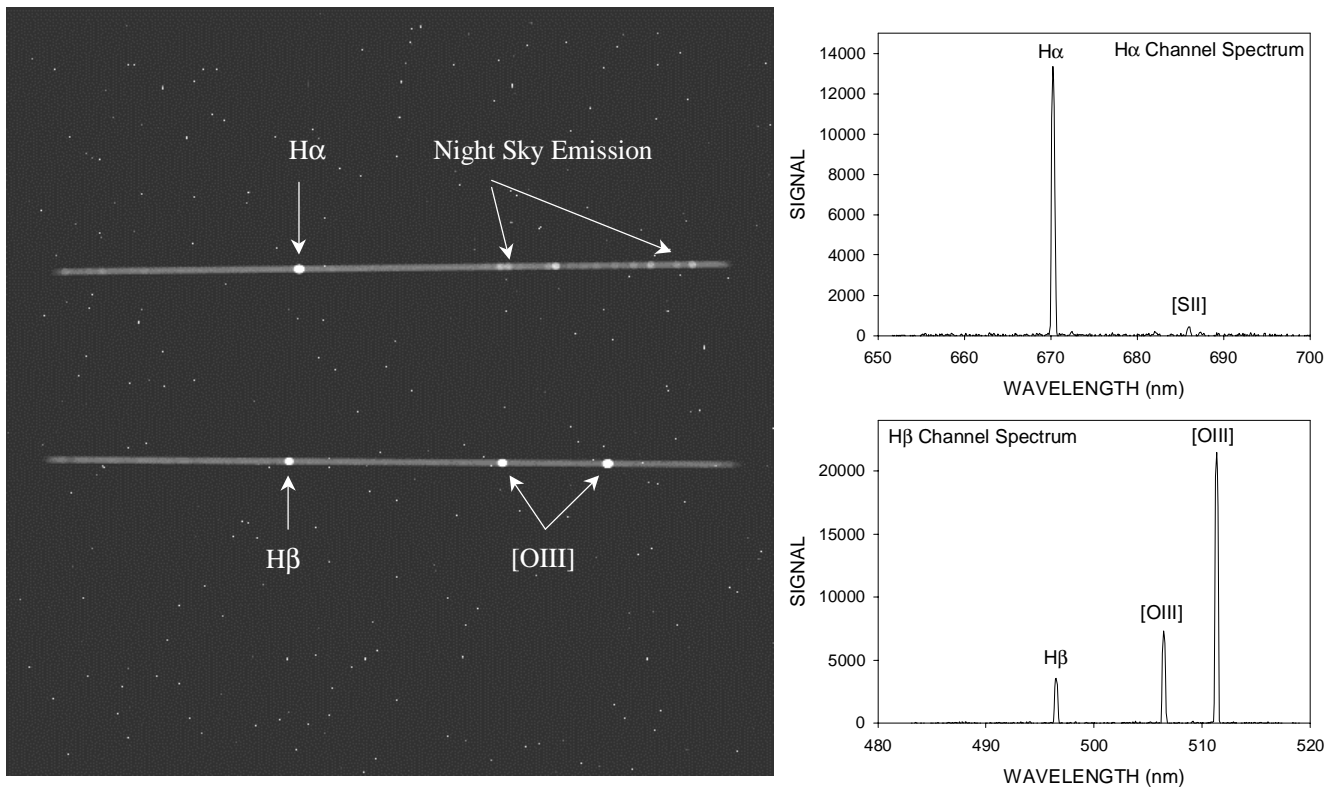 Hα
Night Sky Emission
Hβ
[OIII]
Hα Channel Spectrum
Hα
[SII]
14000
12000
10000
8000
6000
4000
2000
0
SIGNAL
650 660 670 680 690 700
WAVELENGTH (nm)
Hβ Channel Spectrum
[OIII]
[OIII]
Hβ
20000
15000
10000
5000
0
SIGNAL
480 490 500 510 520
WAVELENGTH (nm)